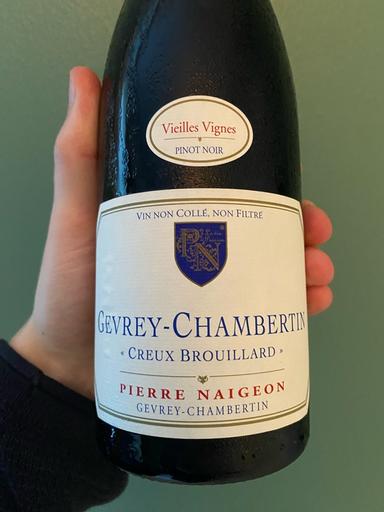 Vieilles Vignes
PINOT NOIR
VIN NON COLLÉ, NON FILTRÉ
PN
GEVREY-CHAMBERTIN
« CREUX BROUILLARD »
PIERRE NAIGEON
GEVREY-CHAMBERTIN